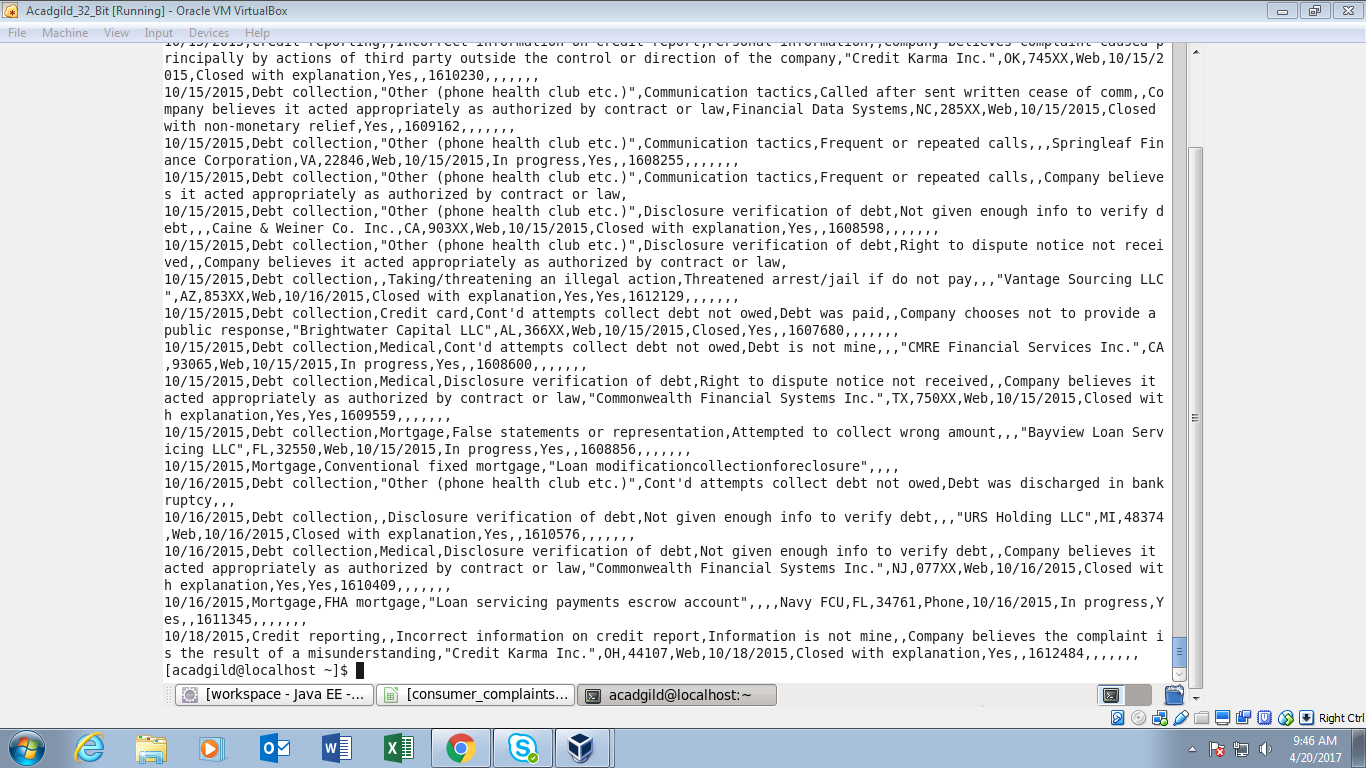 Acadgild_32_Bit [Running] - Oracle VM VirtualBox
File Machine View Input Devices Help
10/15/2015,Credit reporting,,Incorrect information on credit report,Personal information,,Company believes complaint caused p
rincipally by actions of third party outside the control or direction of the company,"Credit Karma Inc.",OK,745XX,Web,10/15/2
015,Closed with explanation,Yes,,1610230,,,,,,,
10/15/2015,Debt collection,"Other (phone health club etc.)",Communication tactics,Called after sent written cease of comm,,Co
mpany believes it acted appropriately as authorized by contract or law,Financial Data Systems,NC,285XX,Web,10/15/2015,Closed
with non-monetary relief,Yes,,1609162,,,,,,,
10/15/2015,Debt collection,"Other (phone health club etc.)",Communication tactics,Frequent or repeated calls,,,Springleaf Fin
ance Corporation,VA,22846,Web,10/15/2015,In progress,Yes,,1608255,,,,,,,
10/15/2015,Debt collection,"Other (phone health club etc.)",Communication tactics,Frequent or repeated calls,,Company believe
s it acted appropriately as authorized by contract or law,
10/15/2015,Debt collection,"Other (phone health club etc.)",Disclosure verification of debt,Not given enough info to verify d
ebt,,,Caine & Weiner Co. Inc.,CA,903XX,Web,10/15/2015,Closed with explanation,Yes,,1608598,,,,,,,
10/15/2015,Debt collection,"Other (phone health club etc.)",Disclosure verification of debt,Right to dispute notice not recei
ved,,Company believes it acted appropriately as authorized by contract or law,
10/15/2015,Debt collection,,Taking/threatening an illegal action,Threatened arrest/jail if do not pay,,,"Vantage Sourcing LLC
",AZ,853XX,Web,10/16/2015,Closed with explanation,Yes,Yes,1612129,,,,,,,
10/15/2015,Debt collection,Credit card,Cont'd attempts collect debt not owed,Debt was paid,,Company chooses not to provide a
public response,"Brightwater Capital LLC",AL,366XX,Web,10/15/2015,Closed,Yes,,1607680,,,,,,,
10/15/2015,Debt collection,Medical,Cont'd attempts collect debt not owed,Debt is not mine,,,"CMRE Financial Services Inc.",CA
,93065,Web,10/15/2015,In progress,Yes,,1608600,,,,,,,
10/15/2015,Debt collection,Medical,Disclosure verification of debt,Right to dispute notice not received,,Company believes it
acted appropriately as authorized by contract or law,"Commonwealth Financial Systems Inc.",TX,750XX,Web,10/15/2015,Closed wit
h explanation,Yes,Yes,1609559,,,,,,,
10/15/2015,Debt collection,Mortgage,False statements or representation,Attempted to collect wrong amount,,,"Bayview Loan Serv
icing LLC",FL,32550,Web,10/15/2015,In progress,Yes,,1608856,,,,,,,
10/15/2015,Mortgage,Conventional fixed mortgage,"Loan modificationcollectionforeclosure",,,,
10/16/2015,Debt collection,"Other (phone health club etc.)",Cont'd attempts collect debt not owed,Debt was discharged in bank
ruptcy,,,
10/16/2015,Debt collection,,Disclosure verification of debt,Not given enough info to verify debt,,,"URS Holding LLC",MI,48374
,Web,10/16/2015,Closed with explanation,Yes,,1610576,,,,,,,
10/16/2015,Debt collection,Medical,Disclosure verification of debt,Not given enough info to verify debt,,Company believes it
acted appropriately as authorized by contract or law,"Commonwealth Financial Systems Inc.",NJ,077XX,Web,10/16/2015,Closed wit
h explanation,Yes,Yes,1610409,,,,,,,
10/16/2015,Mortgage,FHA mortgage,"Loan servicing payments escrow account",,,,Navy FCU,FL,34761,Phone,10/16/2015,In progress,Y
es,,1611345,,,,,,,
10/18/2015,Credit reporting,,Incorrect information on credit report,Information is not mine,,Company believes the complaint i
s the result of a misunderstanding,"Credit Karma Inc.",OH,44107,Web,10/18/2015,Closed with explanation,Yes,,1612484,,,,,,,
[acadgild@localhost ~]$
[workspace - Java EE -... [consumer_complaints... acadgild@localhost:~
Right Ctrl
9:46 AM
4/20/2017